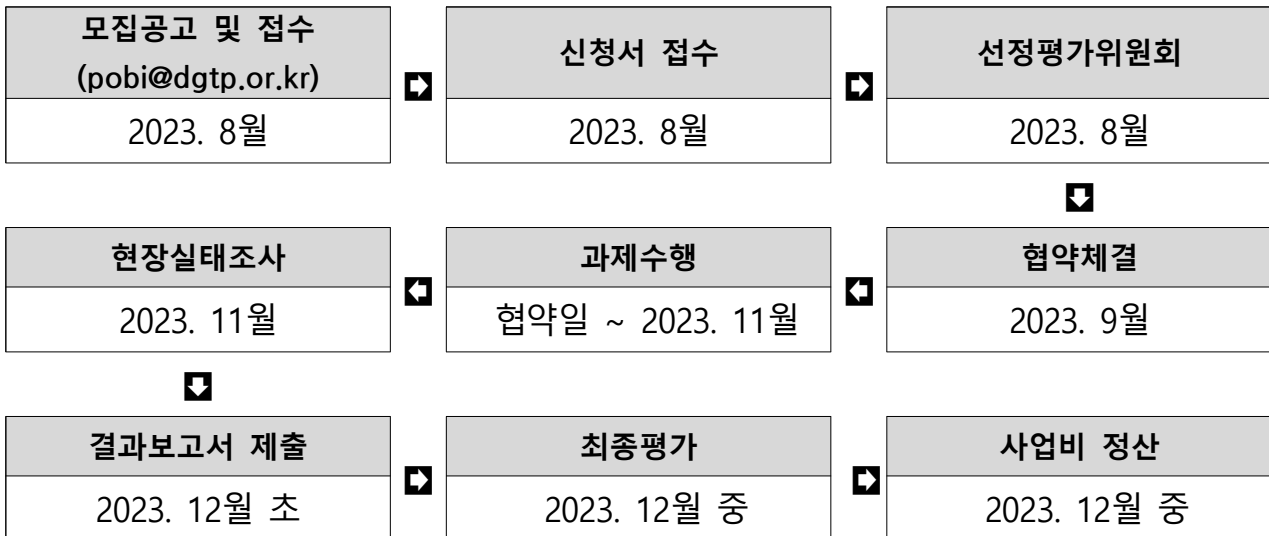 모집공고 및 접수
(pobi@dgtp.or.kr)
2023. 8월
신청서 접수
2023. 8월
선정평가위원회
2023. 8월
협약체결
2023. 9월
과제수행
협약일 ~ 2023. 11월
현장실태조사
2023. 11월
결과보고서 제출
2023. 12월 초
최종평가
2023. 12월 중
사업비 정산
2023. 12월 중